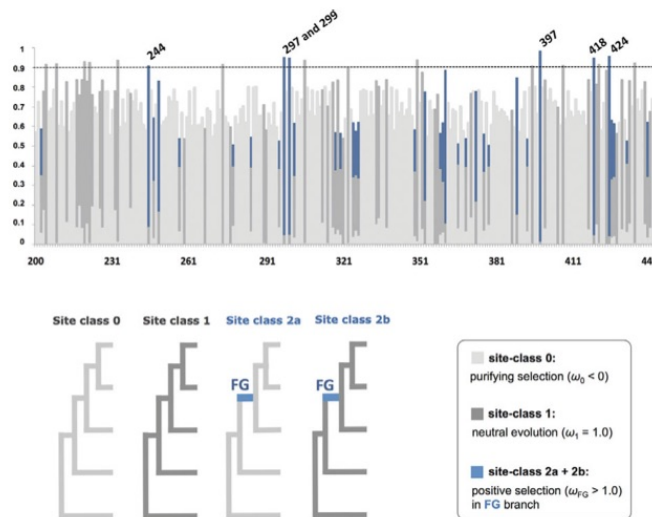 244
297 and 299
397
418
424
1
0.9
0.8
0.7
0.6
0.5
0.4
0.3
0.2
0.1
0
200 231 261 291 321 351 381 411 44
Site class 0 Site class 1 Site class 2a Site class 2b
FG FG
site-class 0:
purifying selection (ω0 < 0)
site-class 1:
neutral evolution (ω1 = 1.0)
site-class 2a + 2b:
positive selection (ωFG > 1.0)
in FG branch